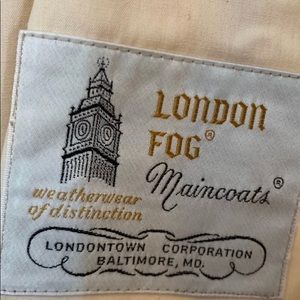 LONDON
FOG®
Maincoats®
weatherwear
of distinction
LONDONTOWN CORPORATION
BALTIMORE, MD.